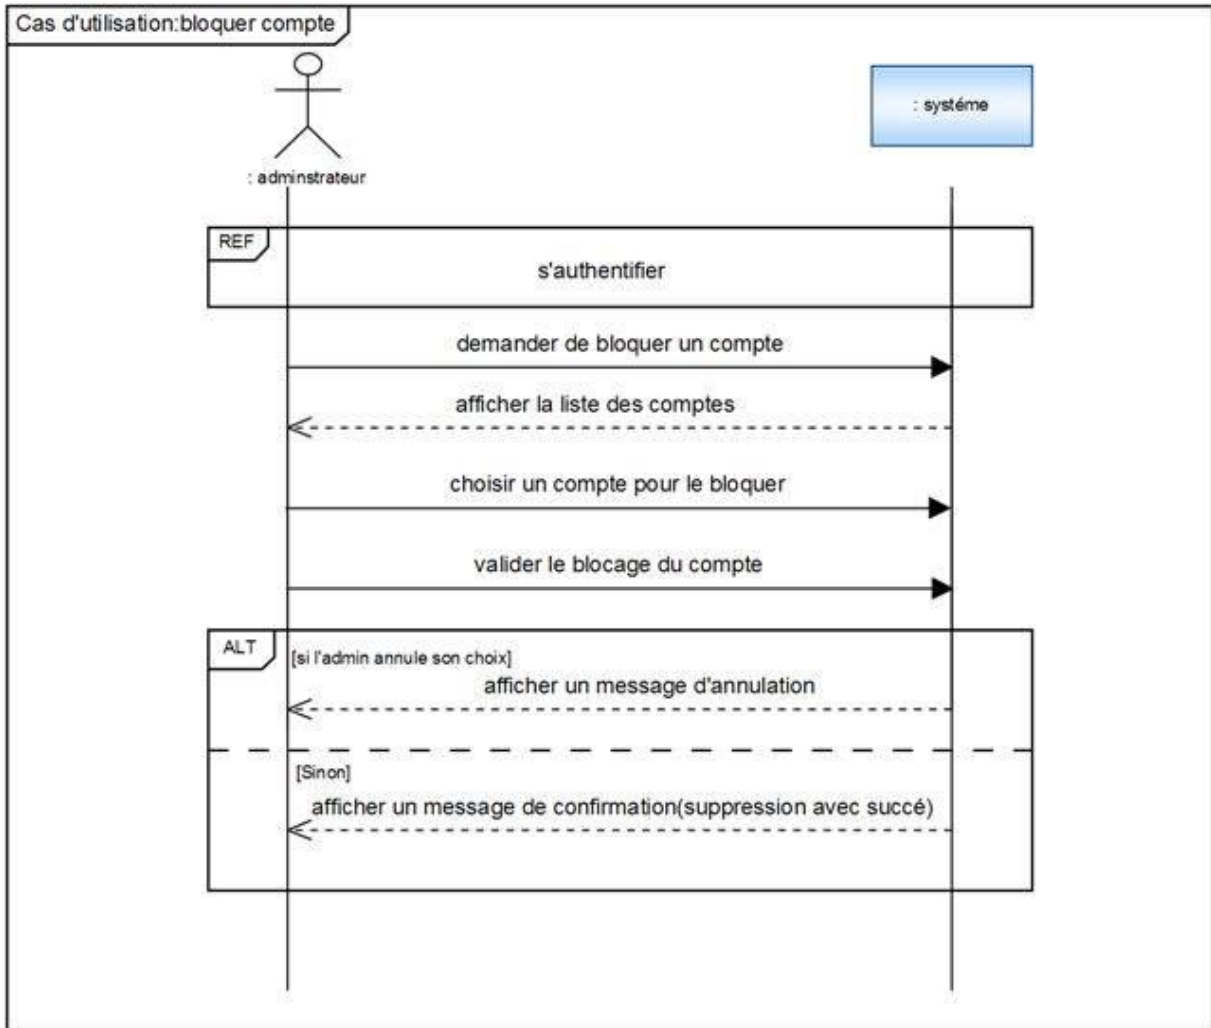 Cas d'utilisation:bloquer compte
: systéme
: adminstrateur
REF
s'authentifier
demander de bloquer un compte
afficher la liste des comptes
choisir un compte pour le bloquer
valider le blocage du compte
ALT
[si l'admin annule son choix]
afficher un message d'annulation
[Sinon]
afficher un message de confirmation(suppression avec succé)